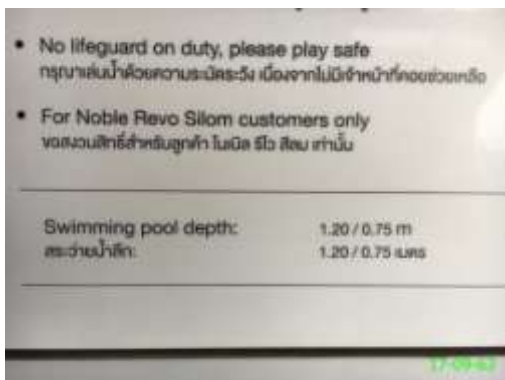 • No lifeguard on duty, please play safe
กรุณาเล่นน้ำด้วยความระมัดระวัง เนื่องจากไม่มีเจ้าหน้าที่คอยช่วยเหลือ
• For Noble Revo Silom customers only
ขอสงวนสิทธิ์สำหรับลูกค้า โนเบิล รีโว สีลม เท่านั้น
Swimming pool depth: 1.20 / 0.75 m
สระว่ายน้ำลึก: 1.20 / 0.75 เมตร
17-09-63